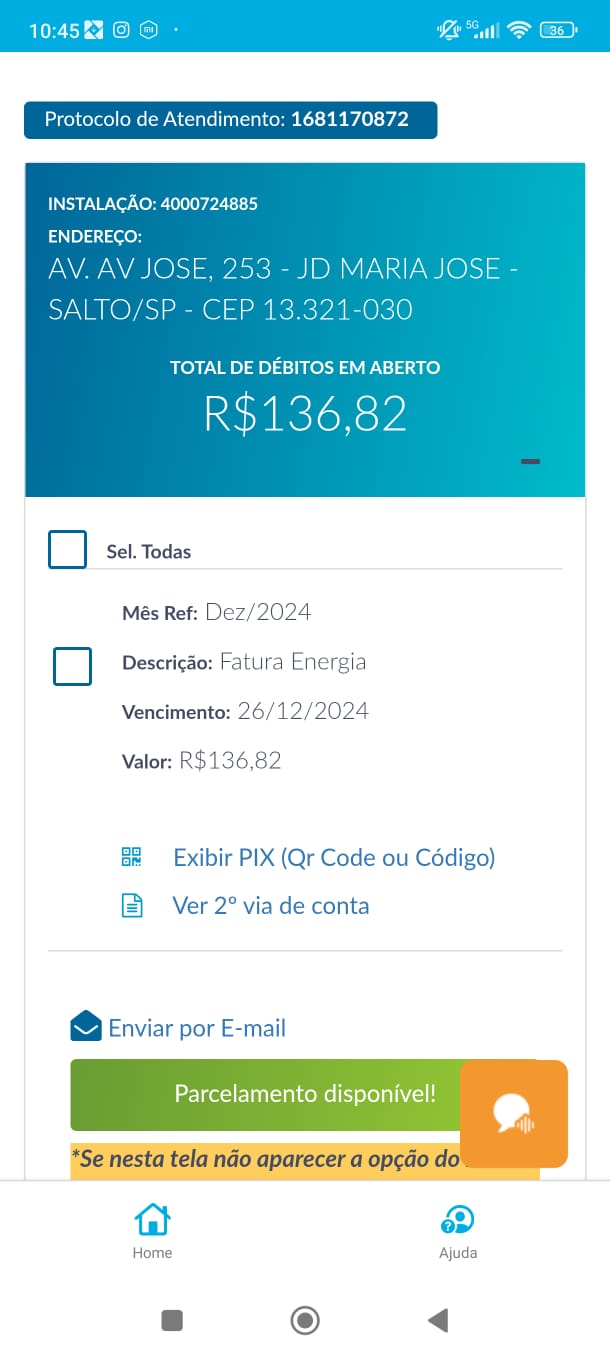 10:45
5G
36
Protocolo de Atendimento: 1681170872
INSTALAÇÃO: 4000724885
ENDEREÇO:
AV. AV JOSE, 253 - JD MARIA JOSE -
SALTO/SP - CEP 13.321-030
TOTAL DE DÉBITOS EM ABERTO
R$136,82
Sel. Todas
Mês Ref: Dez/2024
Descrição: Fatura Energia
Vencimento: 26/12/2024
Valor: R$136,82
Exibir PIX (Qr Code ou Código)
Ver 2º via de conta
Enviar por E-mail
Parcelamento disponível!
*Se nesta tela não aparecer a opção do
Home
Ajuda